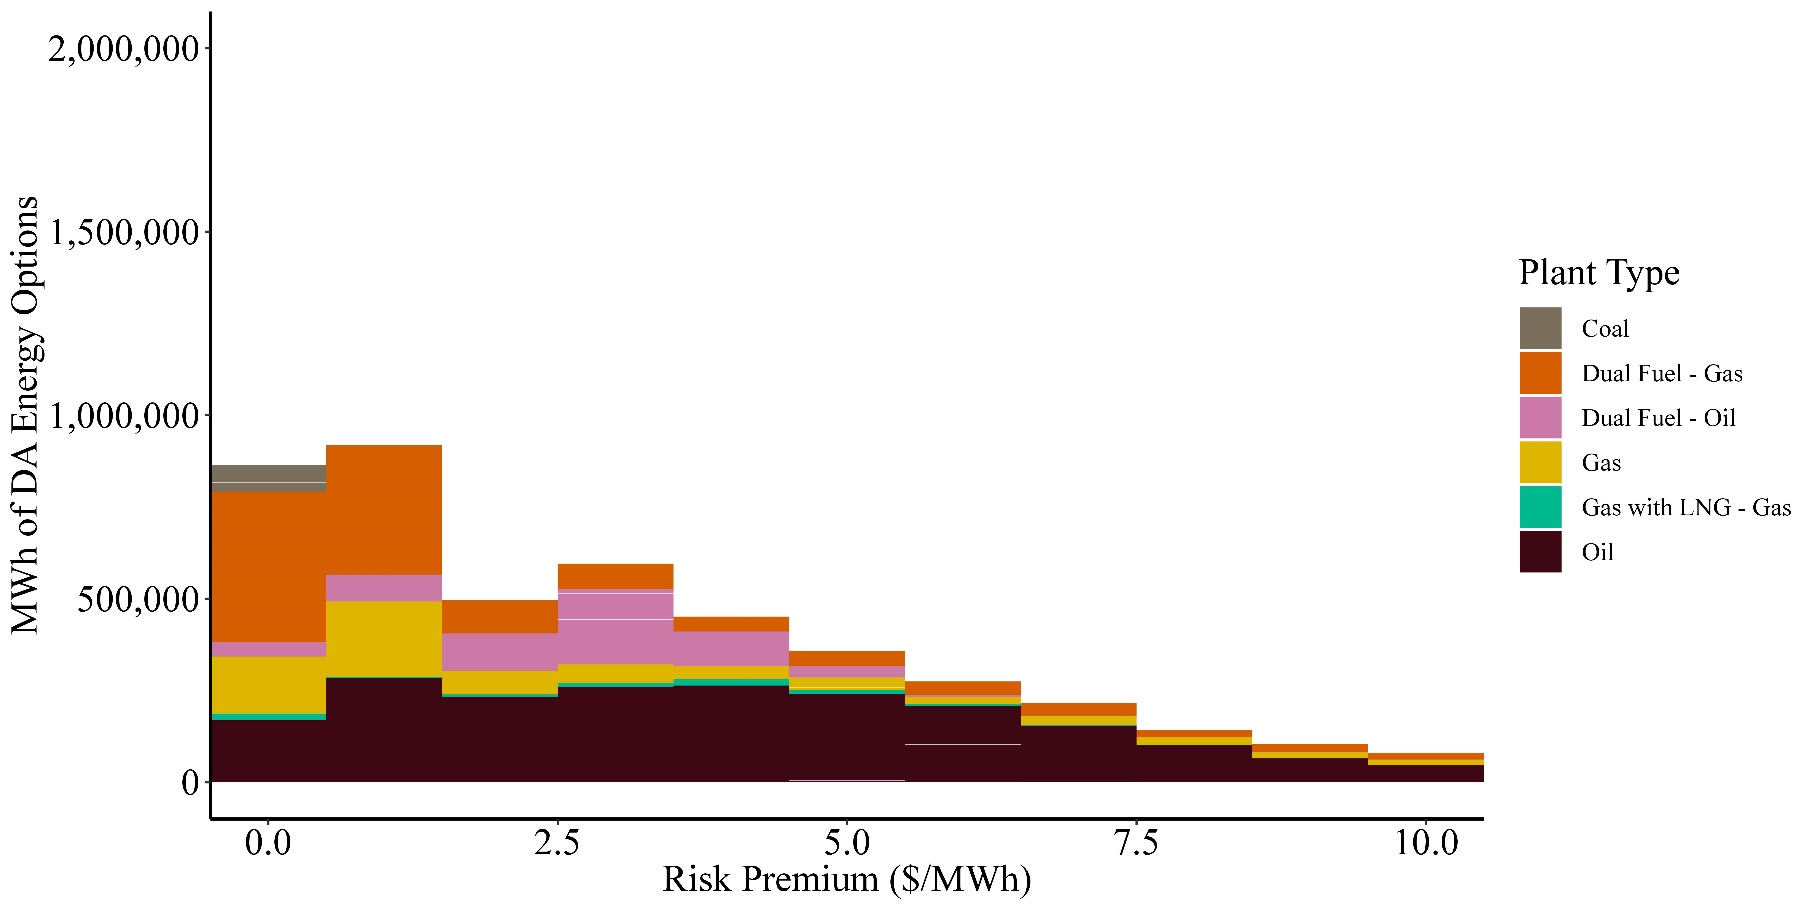 2,000,000
1,500,000
1,000,000
500,000
0
MWh of DA Energy Options
0.0
2.5
5.0
7.5
10.0
Risk Premium ($/MWh)
Plant Type
Coal
Dual Fuel - Gas
Dual Fuel - Oil
Gas
Gas with LNG - Gas
Oil